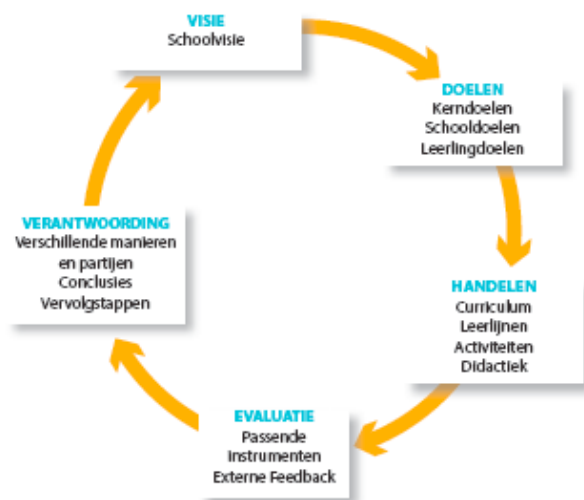 VISIE
Schoolvisie
DOELEN
Kerndoelen
Schooldoelen
Leerlingdoelen
HANDELEN
Curriculum
Leerlijnen
Activiteiten
Didactiek
EVALUATIE
Passende
Instrumenten
Externe Feedback
VERANTWOORDING
Verschillende manieren
en partijen
Conclusies
Vervolgstappen